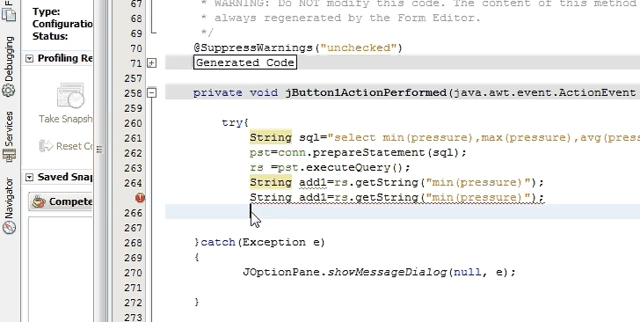 Type:
Configuration
Status:
Profiling Re
Take Snapsh
Reset Co
Saved Snap
Compete
Debugging
Services
Navigator
67 * WARNING: Do NOT modify this code. The content of this method
68 * always regenerated by the Form Editor.
69 */
70 @SuppressWarnings("unchecked")
71 Generated Code
257
258 private void jButton1ActionPerformed(java.awt.event.ActionEvent
259
260 try{
261 String sql="select min(pressure),max(pressure),avg(press
262 pst=conn.prepareStatement(sql);
263 rs =pst.executeQuery();
264 String add1=rs.getString("min(pressure)");
String add1=rs.getString("min(pressure)");
266
267
268 }catch(Exception e)
269 {
270 JOptionPane.showMessageDialog(null, e);
271
272 }
273